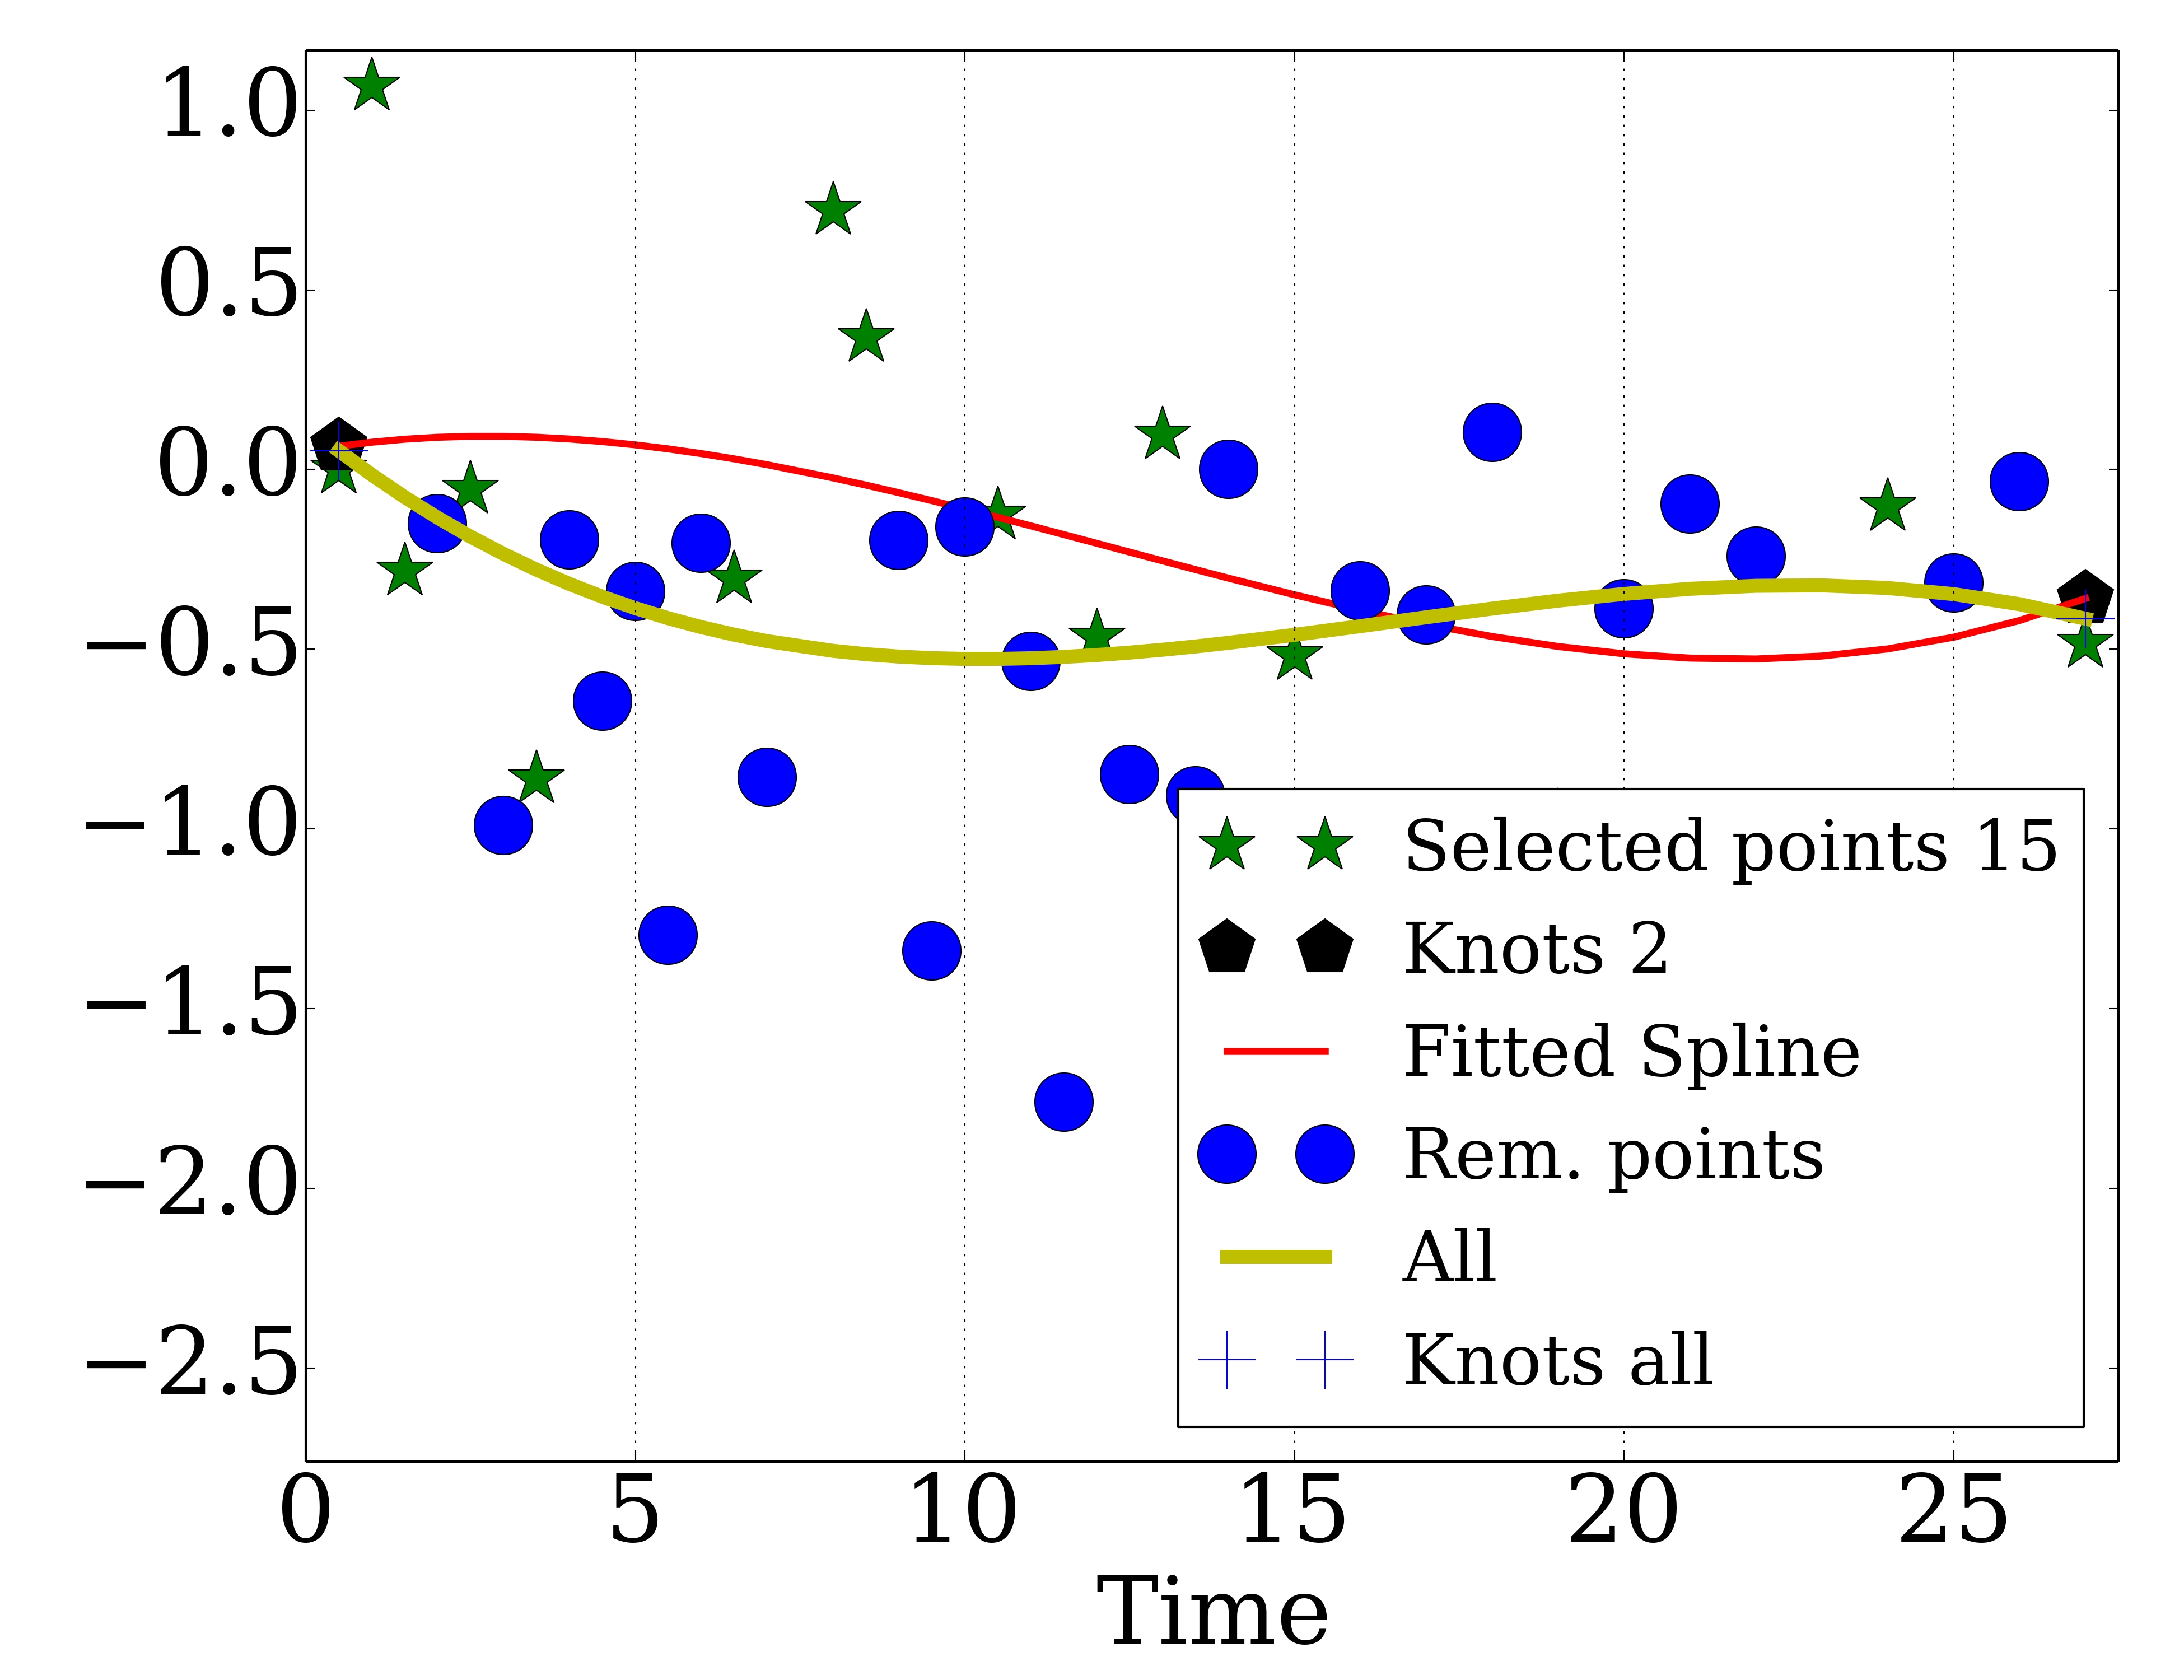 1.0
0.5
0.0
−0.5
−1.0
−1.5
−2.0
−2.5
Selected points 15
Knots 2
Fitted Spline
Rem. points
All
Knots all
0 5 10 15 20 25
Time